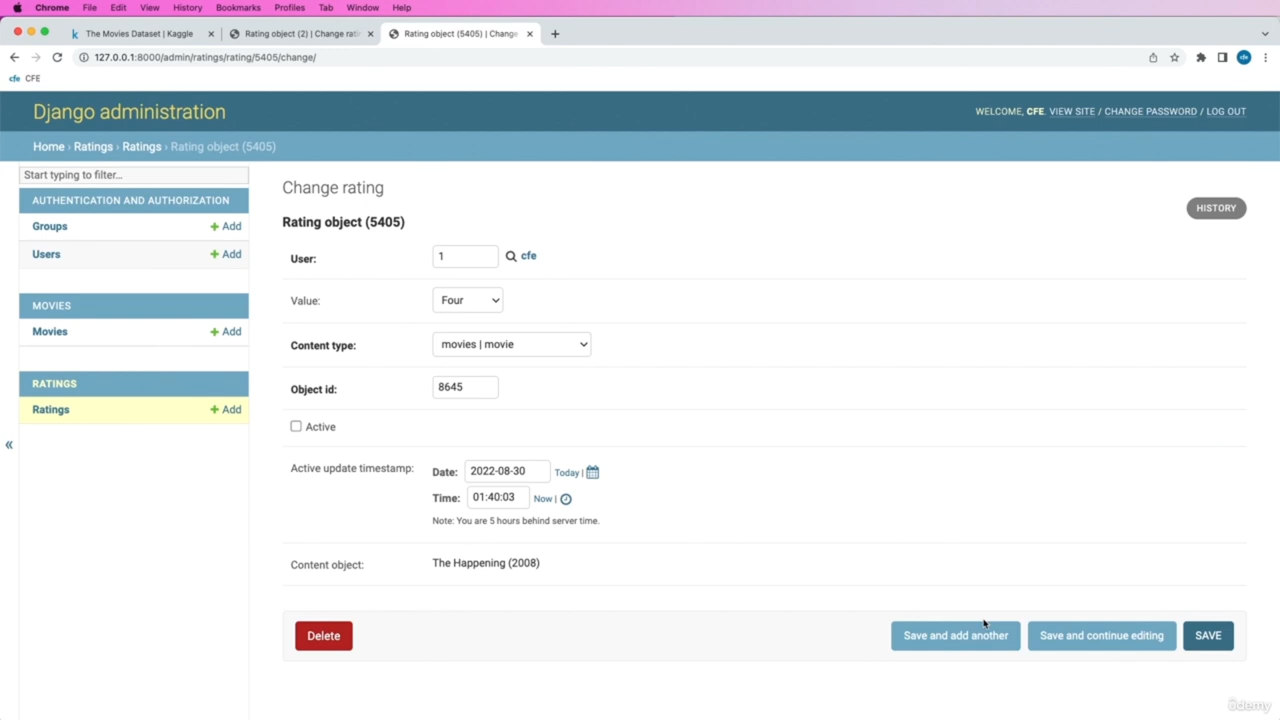 Chrome File Edit View History Bookmarks Profiles Tab Window Help
The Movies Dataset | Kaggle Rating object (2) | Change rati Rating object (5405) | Change
127.0.0.1:8000/admin/ratings/rating/5405/change/
cfe
cfe CFE
Django administration
WELCOME, CFE. VIEW SITE / CHANGE PASSWORD / LOG OUT
Home › Ratings › Ratings › Rating object (5405)
Start typing to filter...
AUTHENTICATION AND AUTHORIZATION
Groups + Add
Users + Add
MOVIES
Movies + Add
RATINGS
Ratings + Add
«
Change rating
HISTORY
Rating object (5405)
User: 1 cfe
Value: Four
Content type: movies | movie
Object id: 8645
Active
Active update timestamp: Date: 2022-08-30 Today |
Time: 01:40:03 Now |
Note: You are 5 hours behind server time.
Content object: The Happening (2008)
Delete Save and add another Save and continue editing SAVE
ûdemy